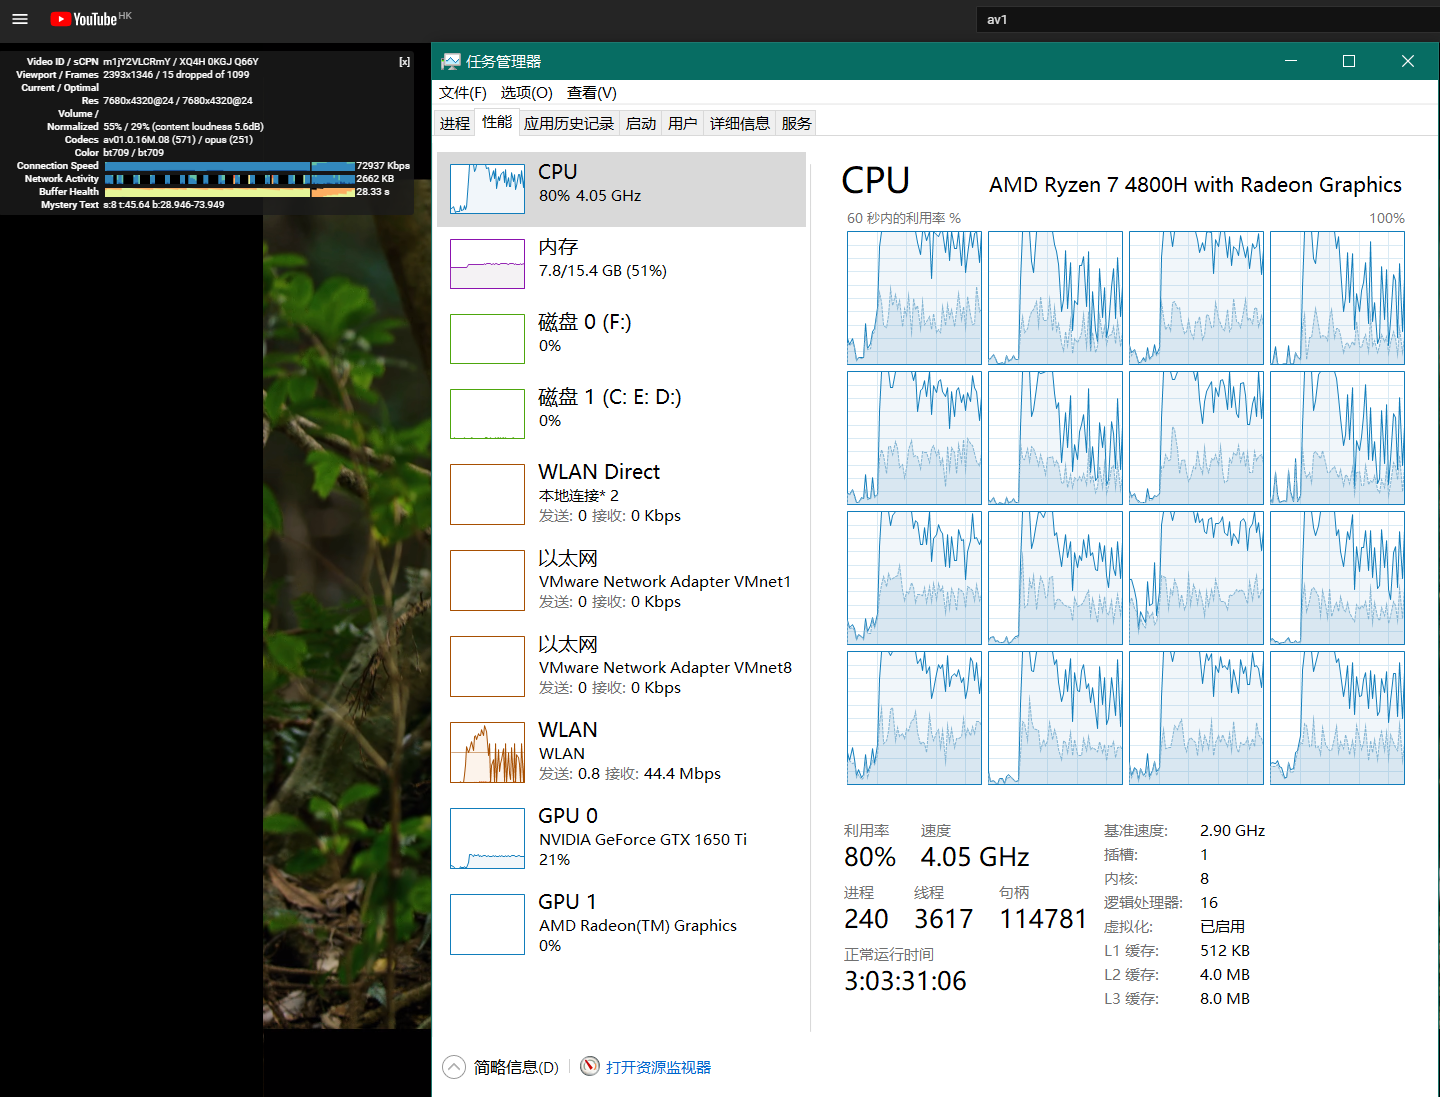 YouTube HK
av1
Video ID / sCPN m1jY2VLCRmY / XQ4H 0KGJ Q66Y [x]
Viewport / Frames 2393x1346 / 15 dropped of 1099
Current / Optimal
Res 7680x4320@24 / 7680x4320@24
Volume /
Normalized 55% / 29% (content loudness 5.6dB)
Codecs av01.0.16M.08 (571) / opus (251)
Color bt709 / bt709
Connection Speed 72937 Kbps
Network Activity 2662 KB
Buffer Health 28.33 s
Mystery Text s:8 t:45.64 b:28.946-73.949
任务管理器
文件(F) 选项(O) 查看(V)
进程 性能 应用历史记录 启动 用户 详细信息 服务
CPU
80% 4.05 GHz
内存
7.8/15.4 GB (51%)
磁盘 0 (F:)
0%
磁盘 1 (C: E: D:)
0%
WLAN Direct
本地连接* 2
发送: 0 接收: 0 Kbps
以太网
VMware Network Adapter VMnet1
发送: 0 接收: 0 Kbps
以太网
VMware Network Adapter VMnet8
发送: 0 接收: 0 Kbps
WLAN
WLAN
发送: 0.8 接收: 44.4 Mbps
GPU 0
NVIDIA GeForce GTX 1650 Ti
21%
GPU 1
AMD Radeon(TM) Graphics
0%
CPU AMD Ryzen 7 4800H with Radeon Graphics
60 秒内的利用率 % 100%
利用率 速度
80% 4.05 GHz
进程 线程 句柄
240 3617 114781
正常运行时间
3:03:31:06
基准速度: 2.90 GHz
插槽: 1
内核: 8
逻辑处理器: 16
虚拟化: 已启用
L1 缓存: 512 KB
L2 缓存: 4.0 MB
L3 缓存: 8.0 MB
简略信息(D) 打开资源监视器